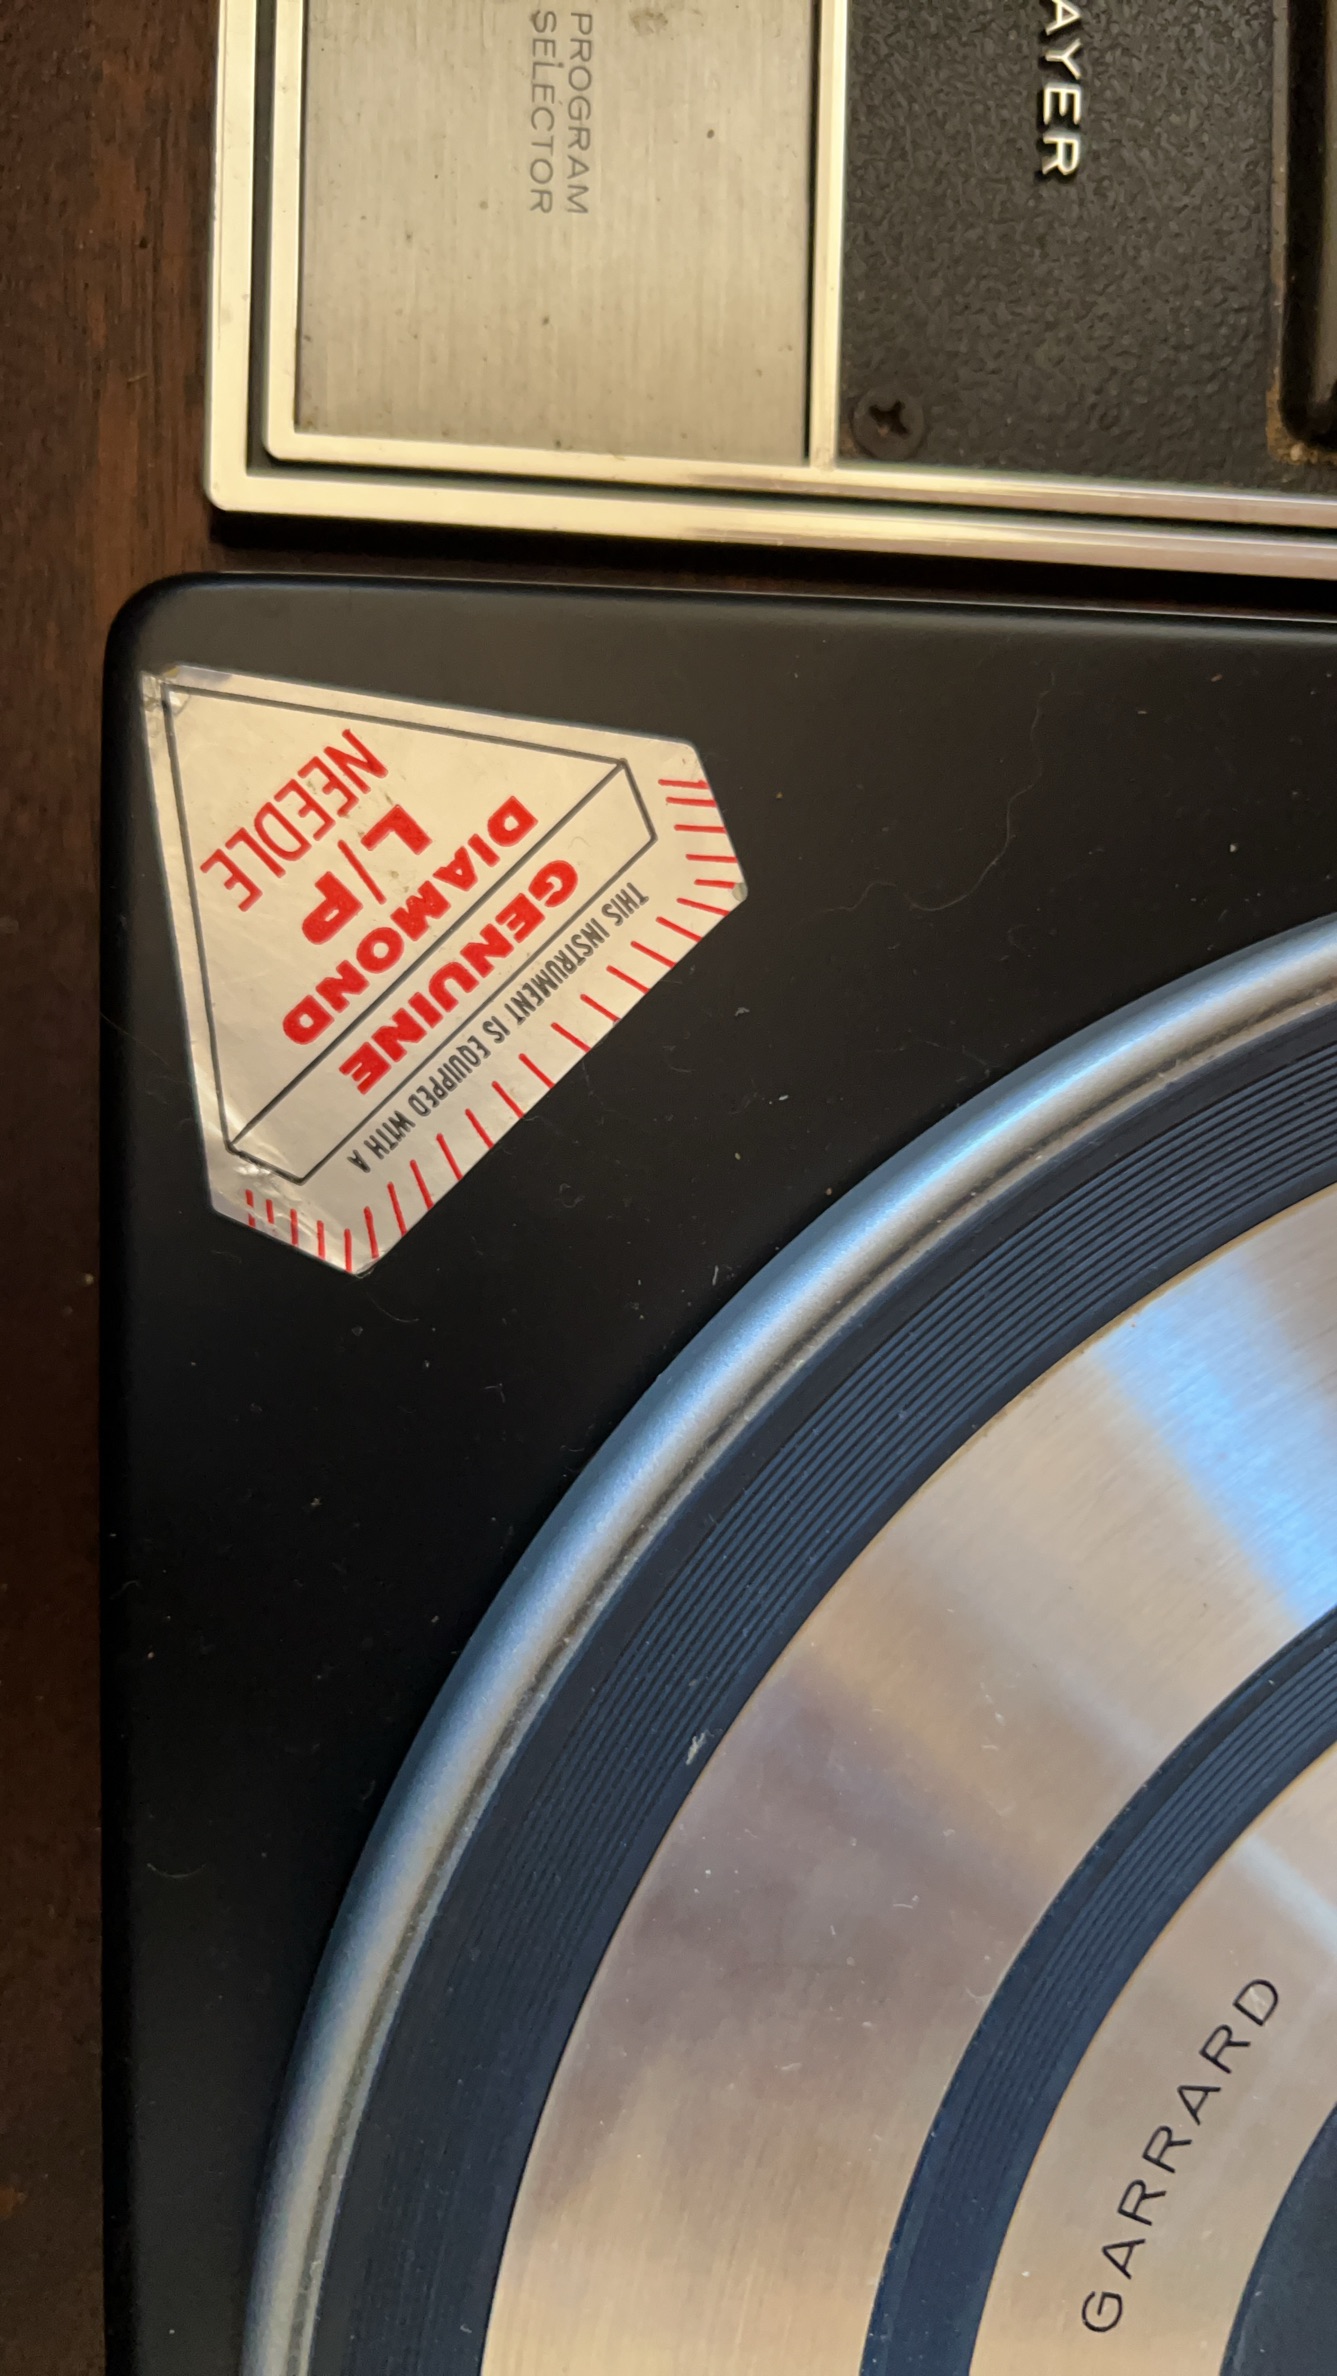 PROGRAM
SELECTOR
AYER
THIS INSTRUMENT IS EQUIPPED WITH A
GENUINE
DIAMOND
L/P
NEEDLE
GARRARD